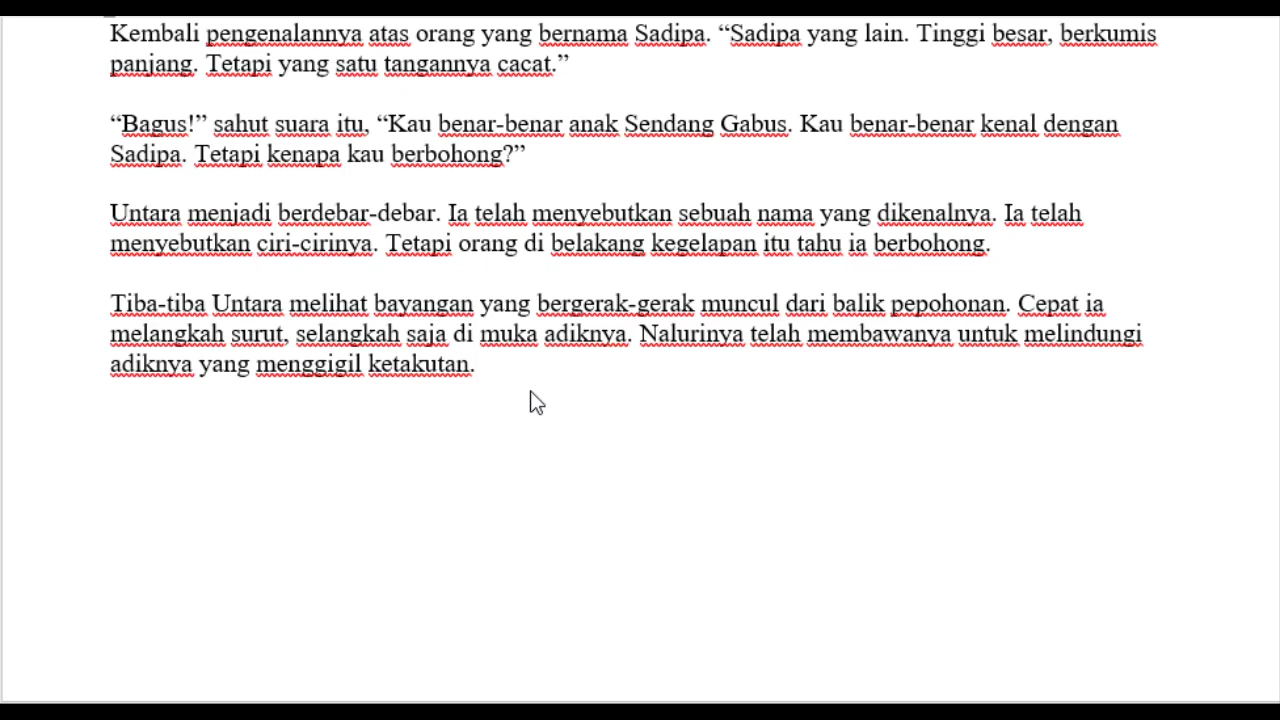 Kembali pengenalannya atas orang yang bernama Sadipa. “Sadipa yang lain. Tinggi besar, berkumis
panjang. Tetapi yang satu tangannya cacat.”
“Bagus!” sahut suara itu, “Kau benar-benar anak Sendang Gabus. Kau benar-benar kenal dengan
Sadipa. Tetapi kenapa kau berbohong?”
Untara menjadi berdebar-debar. Ia telah menyebutkan sebuah nama yang dikenalnya. Ia telah
menyebutkan ciri-cirinya. Tetapi orang di belakang kegelapan itu tahu ia berbohong.
Tiba-tiba Untara melihat bayangan yang bergerak-gerak muncul dari balik pepohonan. Cepat ia
melangkah surut, selangkah saja di muka adiknya. Nalurinya telah membawanya untuk melindungi
adiknya yang menggigil ketakutan.